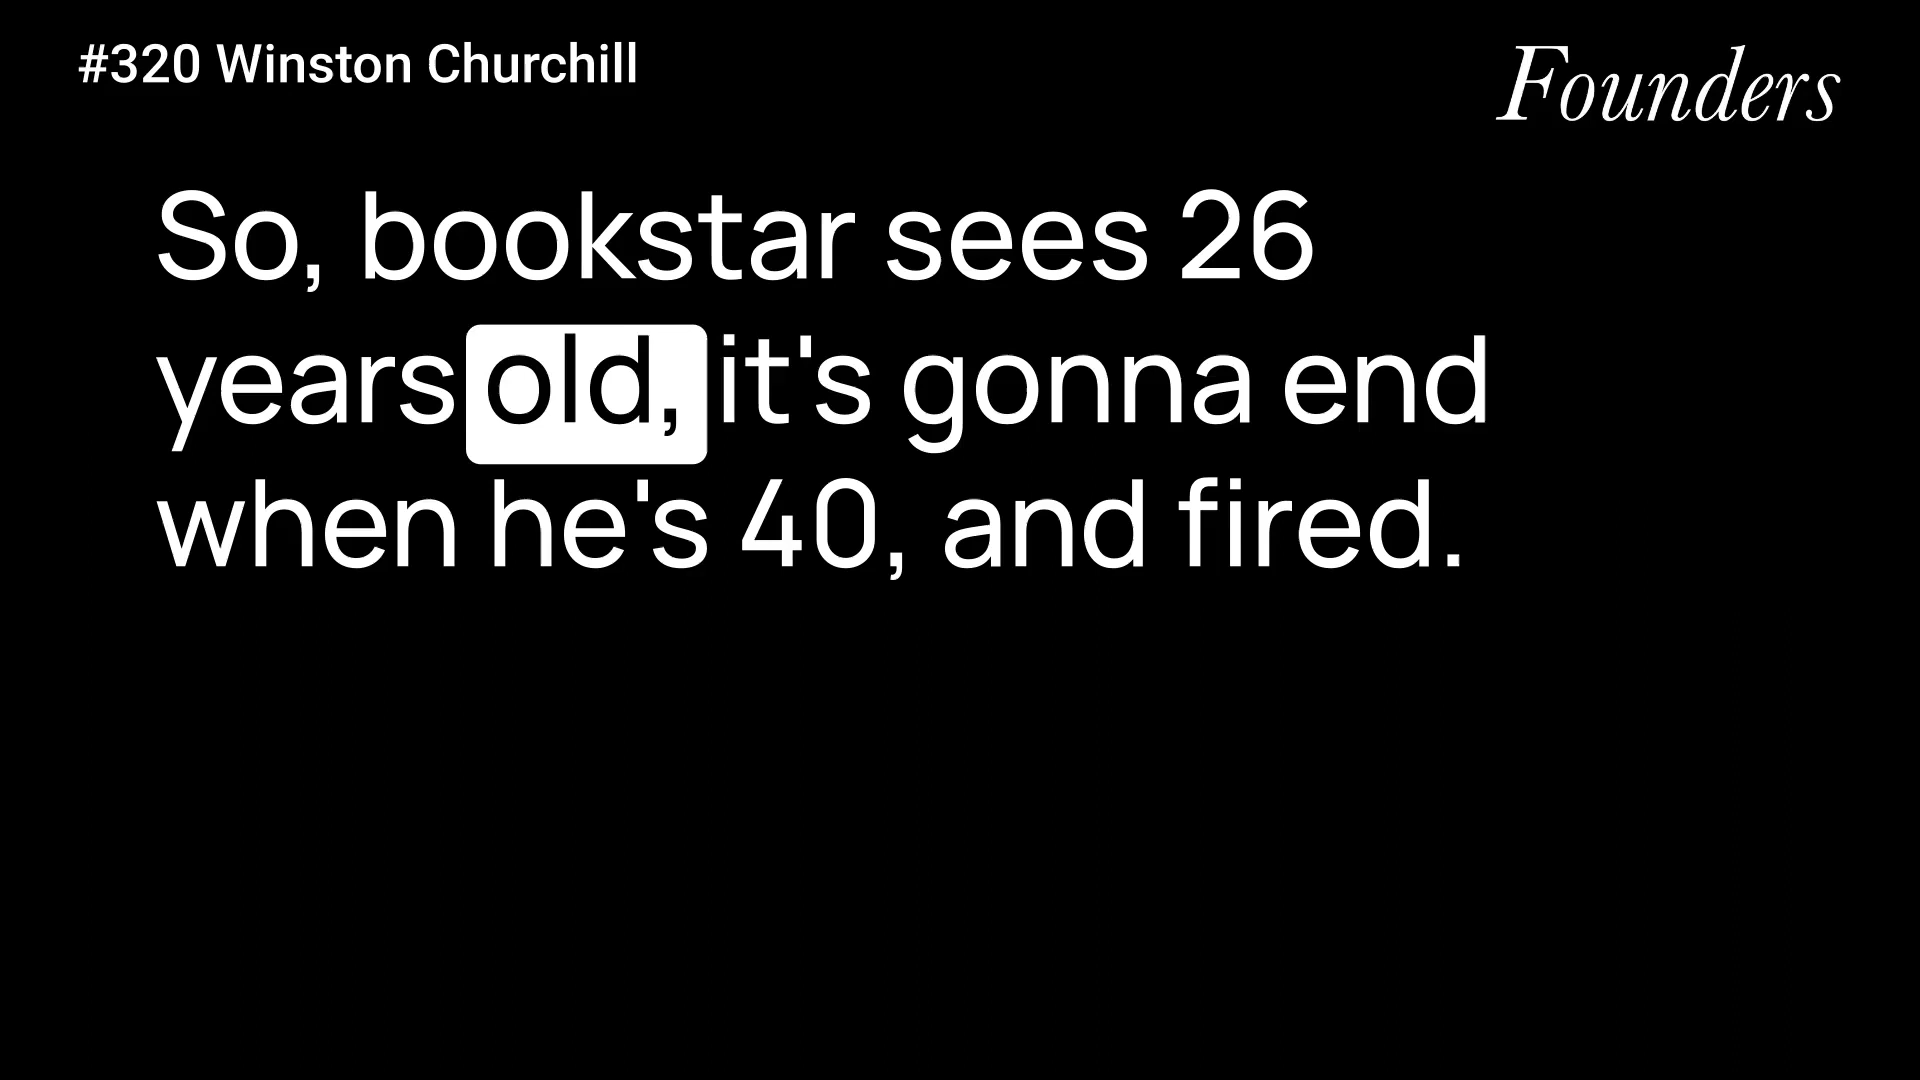 #320 Winston Churchill
Founders
So, bookstar sees 26
years old, it's gonna end
when he's 40, and fired.